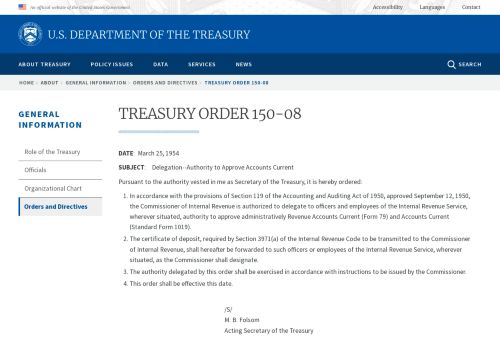 An official website of the United States Government
Accessibility Languages Contact
U.S. DEPARTMENT OF THE TREASURY
ABOUT TREASURY POLICY ISSUES DATA SERVICES NEWS SEARCH
HOME › ABOUT › GENERAL INFORMATION › ORDERS AND DIRECTIVES › TREASURY ORDER 150-08
GENERAL
INFORMATION
Role of the Treasury
Officials
Organizational Chart
Orders and Directives
TREASURY ORDER 150-08
DATE: March 25, 1954
SUBJECT: Delegation--Authority to Approve Accounts Current
Pursuant to the authority vested in me as Secretary of the Treasury, it is hereby ordered:
1. In accordance with the provisions of Section 119 of the Accounting and Auditing Act of 1950, approved September 12, 1950,
the Commissioner of Internal Revenue is authorized to delegate to officers and employees of the Internal Revenue Service,
wherever situated, authority to approve administratively Revenue Accounts Current (Form 79) and Accounts Current
(Standard Form 1019).
2. The certificate of deposit, required by Section 3971(a) of the Internal Revenue Code to be transmitted to the Commissioner
of Internal Revenue, shall hereafter be forwarded to such officers or employees of the Internal Revenue Service, wherever
situated, as the Commissioner shall designate.
3. The authority delegated by this order shall be exercised in accordance with instructions to be issued by the Commissioner.
4. This order shall be effective this date.
/S/
M. B. Folsom
Acting Secretary of the Treasury